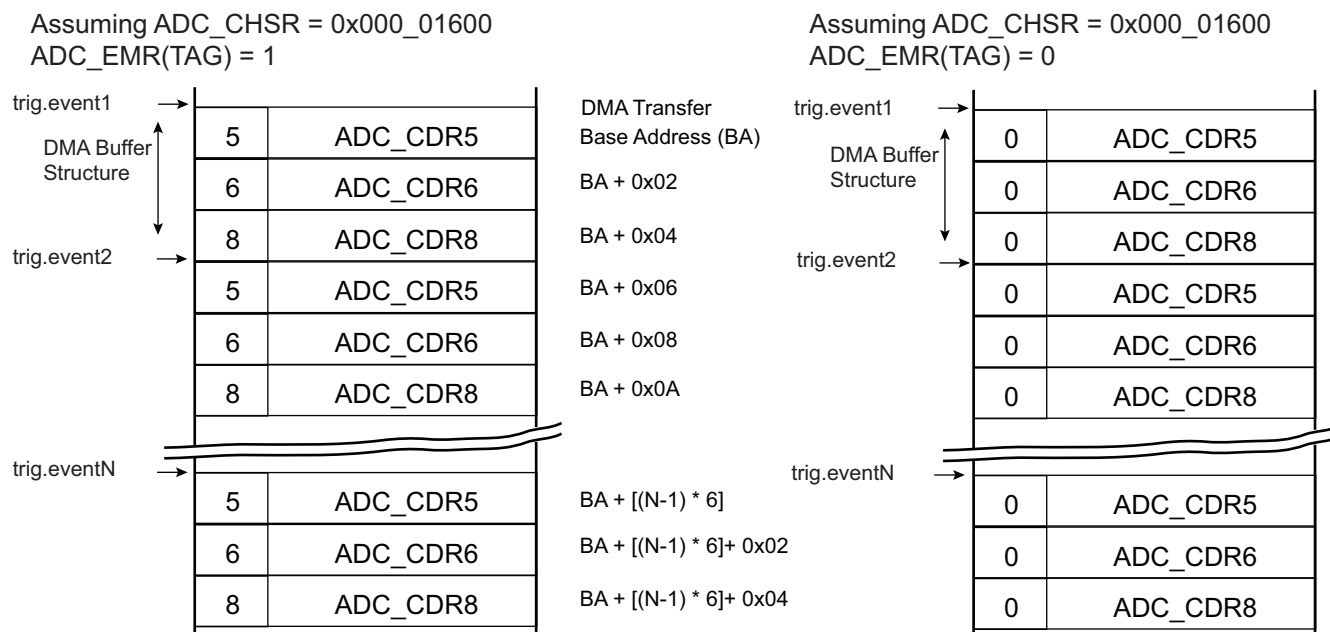 Assuming ADC_CHSR = 0x000_01600
ADC_EMR(TAG) = 1
trig.event1
DMA Buffer
Structure
5 ADC_CDR5
6 ADC_CDR6
8 ADC_CDR8
trig.event2
5 ADC_CDR5
6 ADC_CDR6
8 ADC_CDR8
trig.eventN
5 ADC_CDR5
6 ADC_CDR6
8 ADC_CDR8
DMA Transfer
Base Address (BA)
BA + 0x02
BA + 0x04
BA + 0x06
BA + 0x08
BA + 0x0A
BA + [(N-1) * 6]
BA + [(N-1) * 6]+ 0x02
BA + [(N-1) * 6]+ 0x04
Assuming ADC_CHSR = 0x000_01600
ADC_EMR(TAG) = 0
trig.event1
DMA Buffer
Structure
0 ADC_CDR5
0 ADC_CDR6
0 ADC_CDR8
trig.event2
0 ADC_CDR5
0 ADC_CDR6
0 ADC_CDR8
trig.eventN
0 ADC_CDR5
0 ADC_CDR6
0 ADC_CDR8